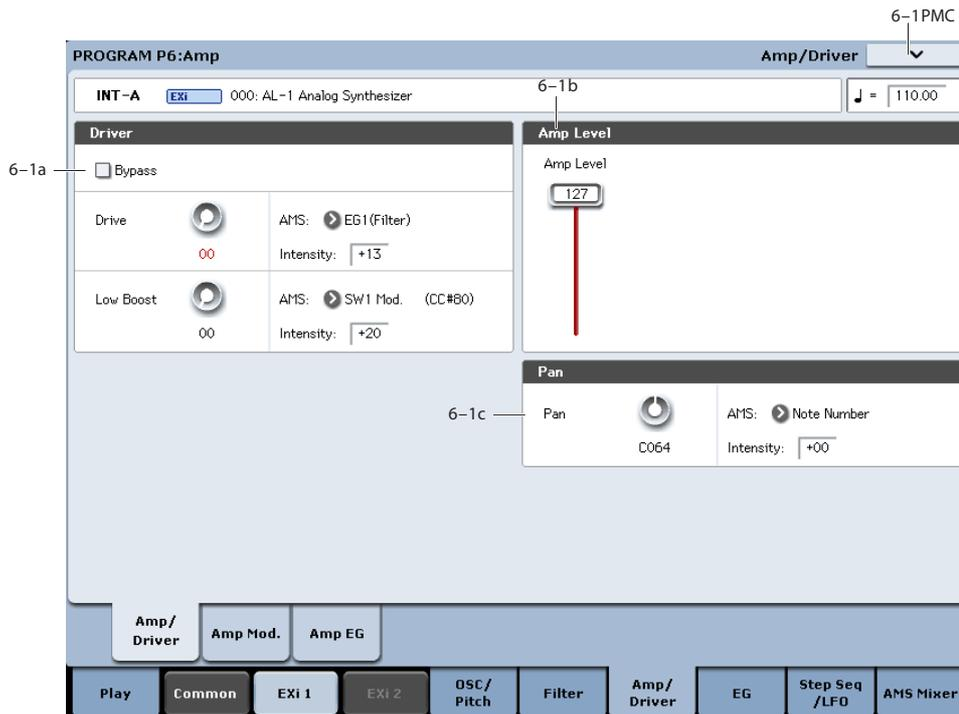 6-1PMC
PROGRAM P6:Amp
Amp/Driver
INT-A EXi 000: AL-1 Analog Synthesizer
6-1b
♩ = 110.00
Driver
Amp Level
6-1a
Bypass
Amp Level
127
Drive
AMS: EG1(Filter)
00
Intensity: +13
Low Boost
AMS: SW1 Mod. (CC#80)
00
Intensity: +20
Pan
6-1c
Pan
AMS: Note Number
C064
Intensity: +00
Amp/
Driver
Amp Mod.
Amp EG
Play
Common
EXi 1
EXi 2
OSC/
Pitch
Filter
Amp/
Driver
EG
Step Seq
/LFO
AMS Mixer